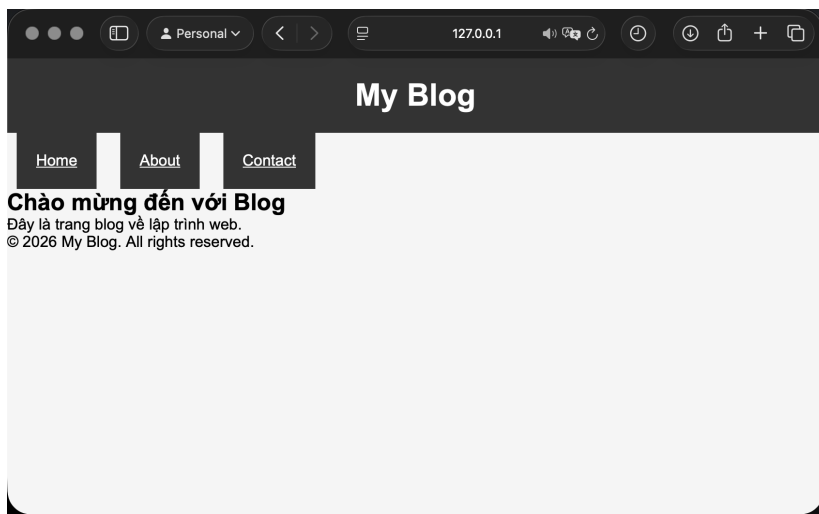 Personal
127.0.0.1
My Blog
Home About Contact
Chào mừng đến với Blog
Đây là trang blog về lập trình web.
© 2026 My Blog. All rights reserved.